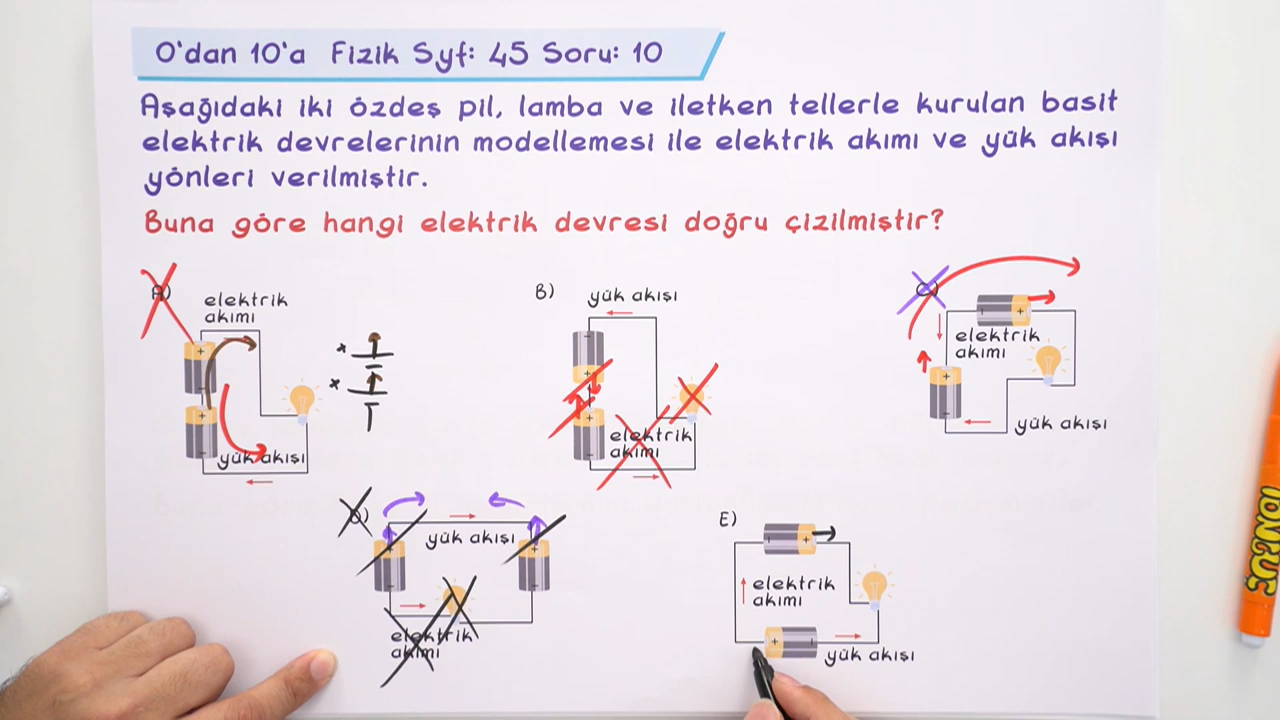 O'dan 10'a Fizik Syf: 45 Soru: 10
Aşağıdaki iki özdeş pil, lamba ve iletken tellerle kurulan basit
elektrik devrelerinin modellemesi ile elektrik akımı ve yük akışı
yönleri verilmiştir.
Buna göre hangi elektrik devresi doğru çizilmiştir?
A)
elektrik
akımı
+
-
+
-
yük akışı
B)
yük akışı
-
+
+
-
elektrik
akımı
C)
- +
elektrik
akımı
+
-
yük akışı
D)
yük akışı
+
+
elektrik
akımı
E)
- +
elektrik
akımı
+ -
yük akışı